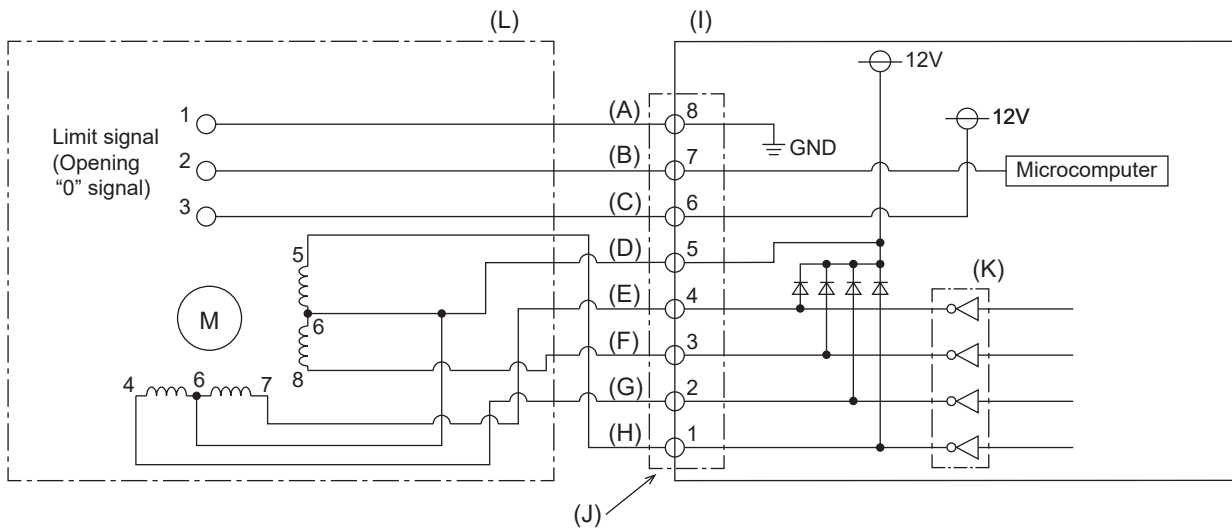 (L)
(I)
12V
12V
1
(A)
8
Limit signal
(Opening
“0” signal)
GND
2
(B)
7
Microcomputer
3
(C)
6
5
(D)
5
(K)
(E)
4
M
6
(F)
3
8
4
6
7
(G)
2
(H)
1
(J)